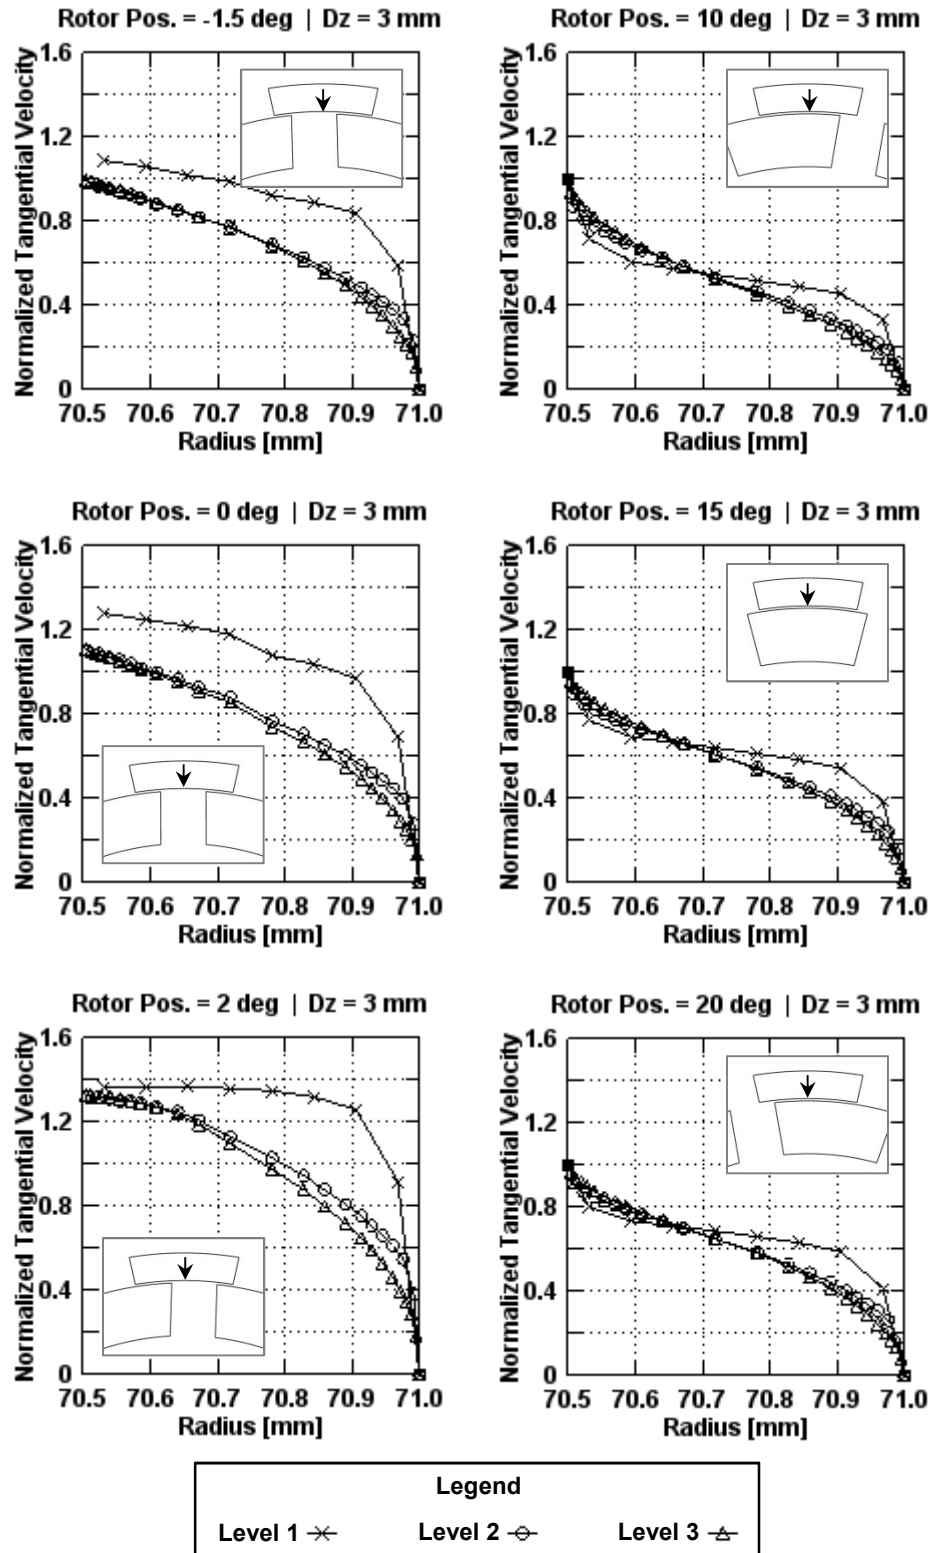 Rotor Pos. = -1.5 deg | Dz = 3 mm
Normalized Tangential Velocity
1.6
1.2
0.8
0.4
0
70.5 70.6 70.7 70.8 70.9 71.0
Radius [mm]
Rotor Pos. = 10 deg | Dz = 3 mm
Normalized Tangential Velocity
1.6
1.2
0.8
0.4
0
70.5 70.6 70.7 70.8 70.9 71.0
Radius [mm]
Rotor Pos. = 0 deg | Dz = 3 mm
Normalized Tangential Velocity
1.6
1.2
0.8
0.4
0
70.5 70.6 70.7 70.8 70.9 71.0
Radius [mm]
Rotor Pos. = 15 deg | Dz = 3 mm
Normalized Tangential Velocity
1.6
1.2
0.8
0.4
0
70.5 70.6 70.7 70.8 70.9 71.0
Radius [mm]
Rotor Pos. = 2 deg | Dz = 3 mm
Normalized Tangential Velocity
1.6
1.2
0.8
0.4
0
70.5 70.6 70.7 70.8 70.9 71.0
Radius [mm]
Rotor Pos. = 20 deg | Dz = 3 mm
Normalized Tangential Velocity
1.6
1.2
0.8
0.4
0
70.5 70.6 70.7 70.8 70.9 71.0
Radius [mm]
Legend
Level 1 Level 2 Level 3